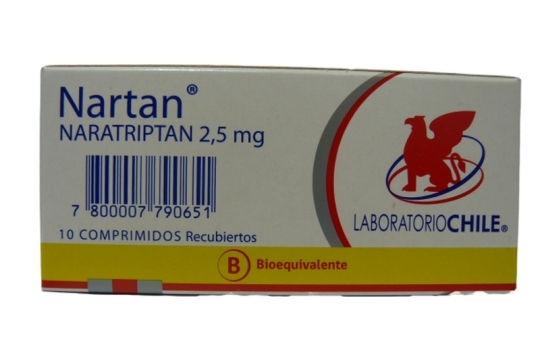 Nartan®
NARATRIPTAN 2,5 mg
7 800007 790651
10 COMPRIMIDOS Recubiertos
LABORATORIOCHILE®
B Bioequivalente